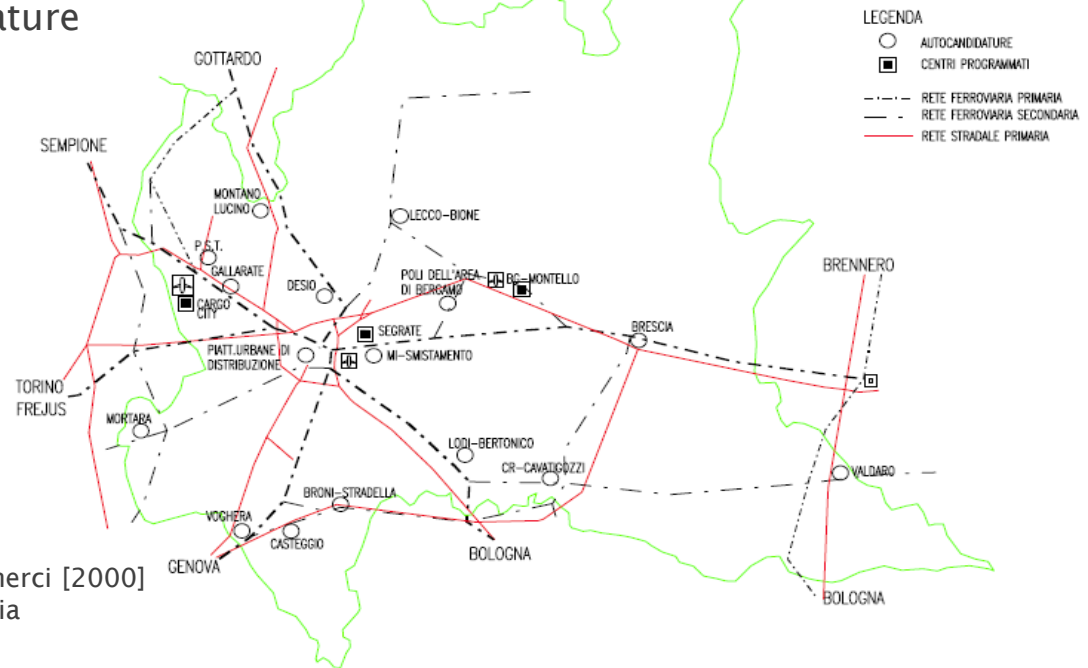 ature
LEGENDA
AUTOCANDIDATURE
CENTRI PROGRAMMATI
RETE FERROVIARIA PRIMARIA
RETE FERROVIARIA SECONDARIA
RETE STRADALE PRIMARIA
GOTTARDO
SEMPIONE
MONTANO
LUCINO
LECCO-BIONE
P.S.T.
GALLARATE
CARGO
CITY
DESIO
POLI DELL'AREA
DI BERGAMO
BG-MONTELLO
BRENNERO
SEGRATE
BRESCIA
PIATT.URBANE DI
DISTRIBUZIONE
MI-SMISTAMENTO
TORINO
FREJUS
MORTARA
LODI-BERTONICO
CR-CAVATIGOZZI
VALDARO
BRONI-STRADELLA
VOGHERA
CASTEGGIO
GENOVA
BOLOGNA
BOLOGNA
merci [2000]
ia